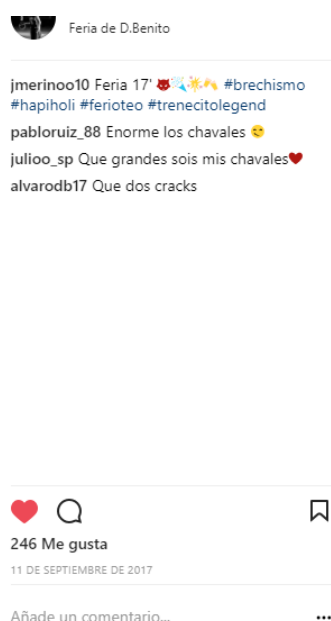 Feria de D.Benito
jmerinoo10 Feria 17' #brechismo
#hapiholi #ferioteo #trenecitolegend
pabloruiz_88 Enorme los chavales 😉
julioo_sp Que grandes sois mis chavales❤
alvarodb17 Que dos cracks
246 Me gusta
11 DE SEPTIEMBRE DE 2017
Añade un comentario...